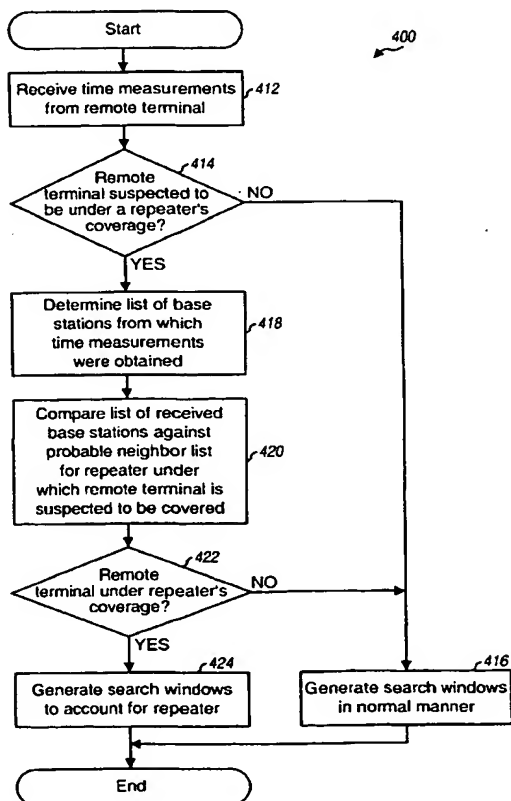 Start
400
Receive time measurements
from remote terminal
412
414
Remote
terminal suspected to
be under a repeater's
coverage?
NO
YES
Determine list of base
stations from which
time measurements
were obtained
418
Compare list of received
base stations against
probable neighbor list
for repeater under
which remote terminal is
suspected to be covered
420
422
Remote
terminal under repeater's
coverage?
NO
YES
424
Generate search windows
to account for repeater
416
Generate search windows
in normal manner
End